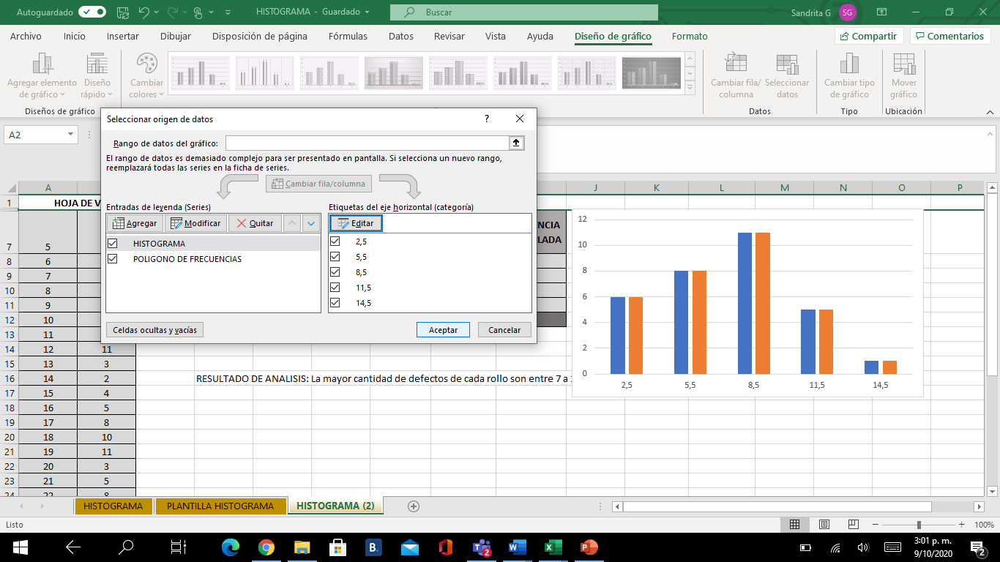 Autoguardado
HISTOGRAMA - Guardado
Buscar
Sandrita G
SG
Archivo Inicio Insertar Dibujar Disposición de página Fórmulas Datos Revisar Vista Ayuda Diseño de gráfico Formato
Compartir
Comentarios
Agregar elemento de gráfico
Diseño rápido
Cambiar colores
Cambiar fila/ columna
Seleccionar datos
Cambiar tipo de gráfico
Mover gráfico
Diseños de gráfico
Datos
Tipo
Ubicación
A2
Seleccionar origen de datos
?
Rango de datos del gráfico:
El rango de datos es demasiado complejo para ser presentado en pantalla. Si selecciona un nuevo rango,
reemplazará todas las series en la ficha de series.
Cambiar fila/columna
Entradas de leyenda (Series)
Agregar Modificar Quitar
HISTOGRAMA
POLIGONO DE FRECUENCIAS
Etiquetas del eje horizontal (categoría)
Editar
2,5
5,5
8,5
11,5
14,5
Celdas ocultas y vacías
Aceptar
Cancelar
A J K L M N O P
1 HOJA DE V
NCIA
LADA
7 5
8 6
9 7
10 8
11 9
12 10
13 11
14 12 11
15 13 3
16 14 2 RESULTADO DE ANALISIS: La mayor cantidad de defectos de cada rollo son entre 7 a
17 15 4
18 16 5
19 17 8
20 18 10
21 19 11
22 20 3
23 21 5
24 22 8
12
10
8
6
4
2
0
2,5 5,5 8,5 11,5 14,5
HISTOGRAMA PLANTILLA HISTOGRAMA HISTOGRAMA (2)
Listo
100%
B.
2
3:01 p. m.
9/10/2020
2